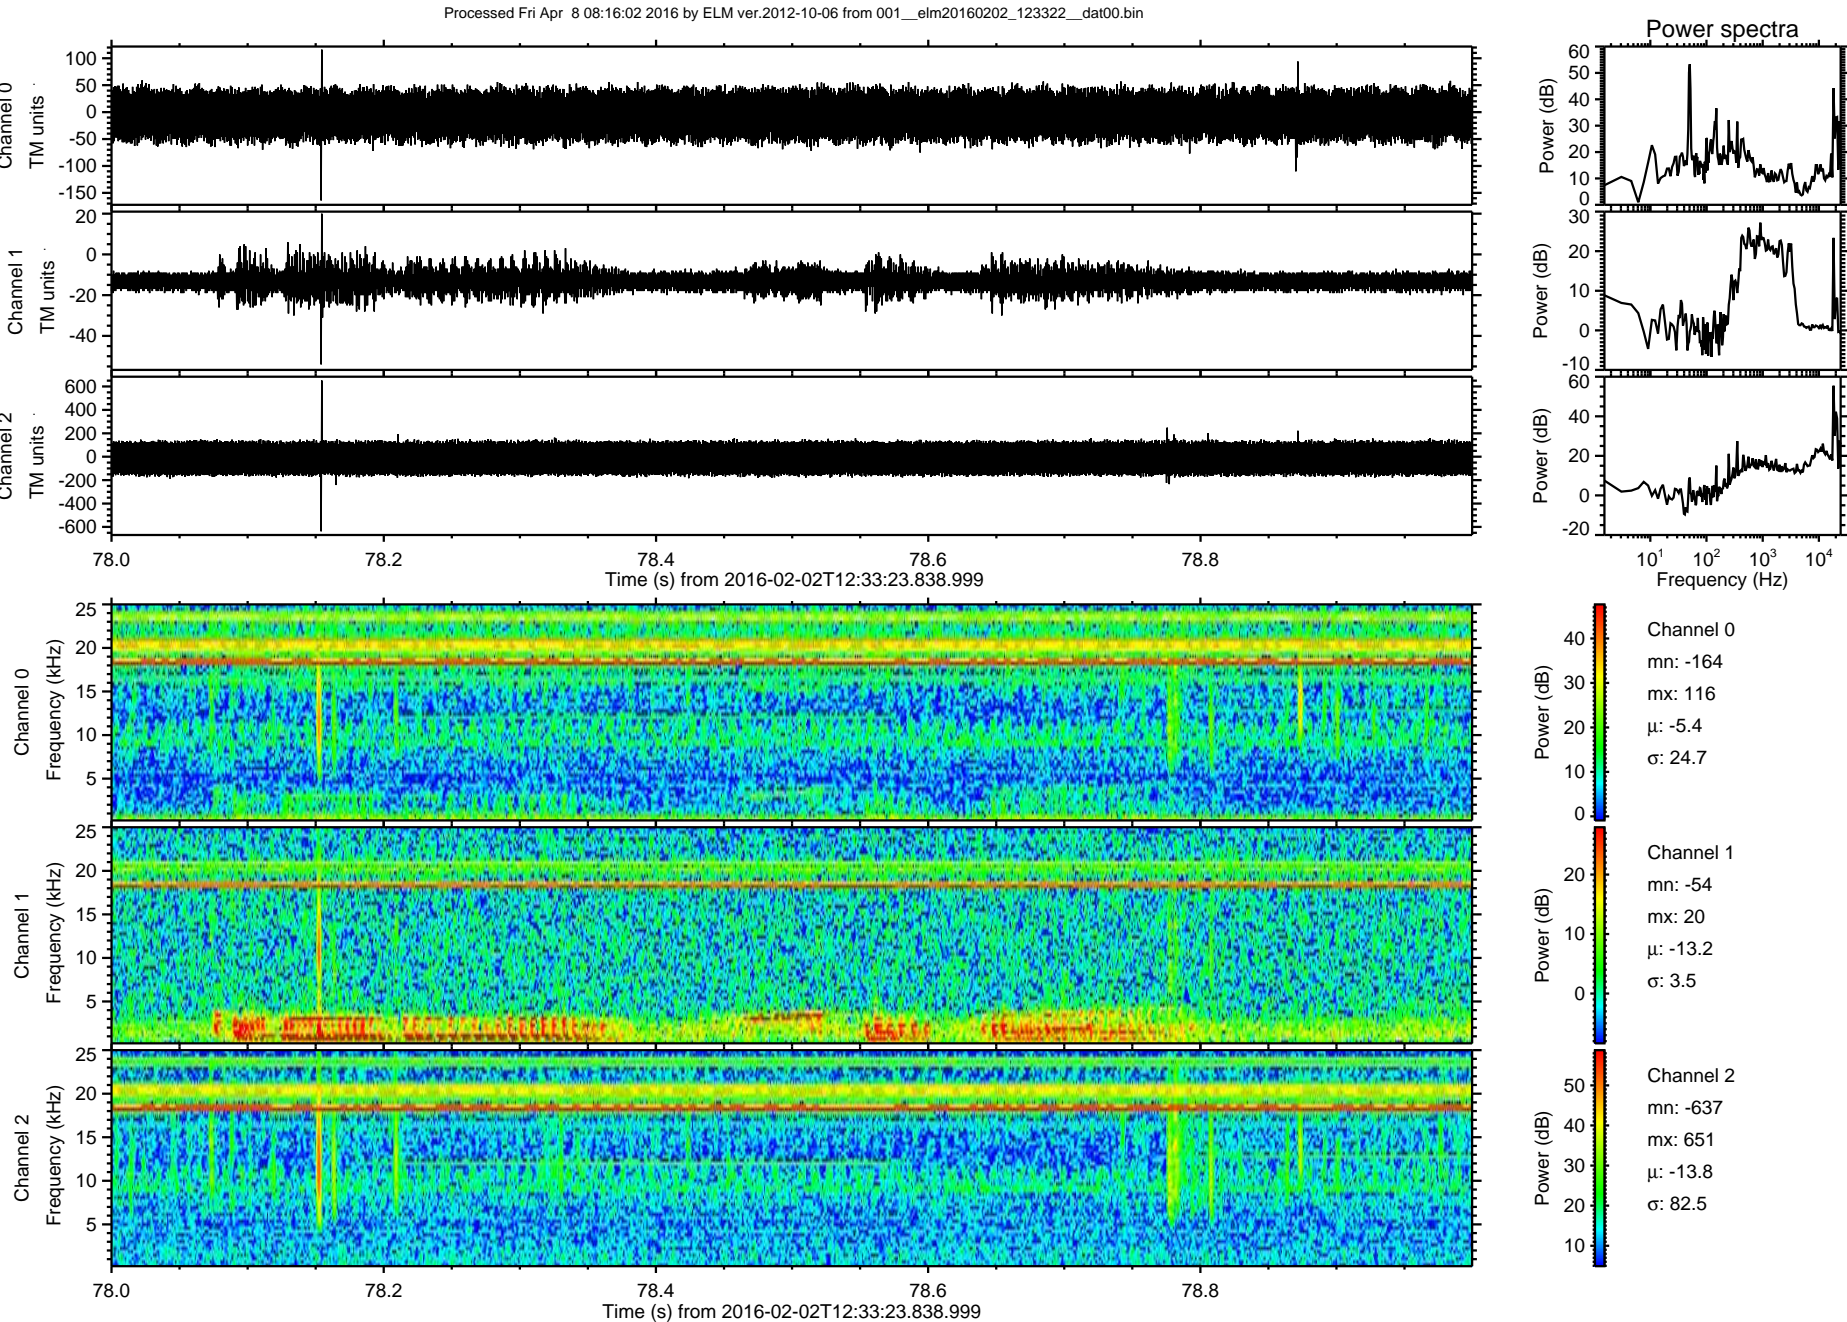 Processed Fri Apr 8 08:16:02 2016 by ELM ver.2012-10-06 from 001__elm20160202_123322__dat00.bin
Power spectra
Channel 0
TM units
100
50
0
-50
-100
-150
Power (dB)
60
50
40
30
20
10
0
Channel 1
TM units
20
0
-20
-40
Power (dB)
30
20
10
0
-10
Channel 2
TM units
600
400
200
0
-200
-400
-600
Power (dB)
60
40
20
0
-20
78.0 78.2 78.4 78.6 78.8
Time (s) from 2016-02-02T12:33:23.838.999
10¹ 10² 10³ 10⁴
Frequency (Hz)
Channel 0
Frequency (kHz)
25
20
15
10
5
Power (dB)
40
30
20
10
0
Channel 0
mn: -164
mx: 116
μ: -5.4
σ: 24.7
Channel 1
Frequency (kHz)
25
20
15
10
5
Power (dB)
20
10
0
Channel 1
mn: -54
mx: 20
μ: -13.2
σ: 3.5
Channel 2
Frequency (kHz)
25
20
15
10
5
Power (dB)
50
40
30
20
10
Channel 2
mn: -637
mx: 651
μ: -13.8
σ: 82.5
78.0 78.2 78.4 78.6 78.8
Time (s) from 2016-02-02T12:33:23.838.999